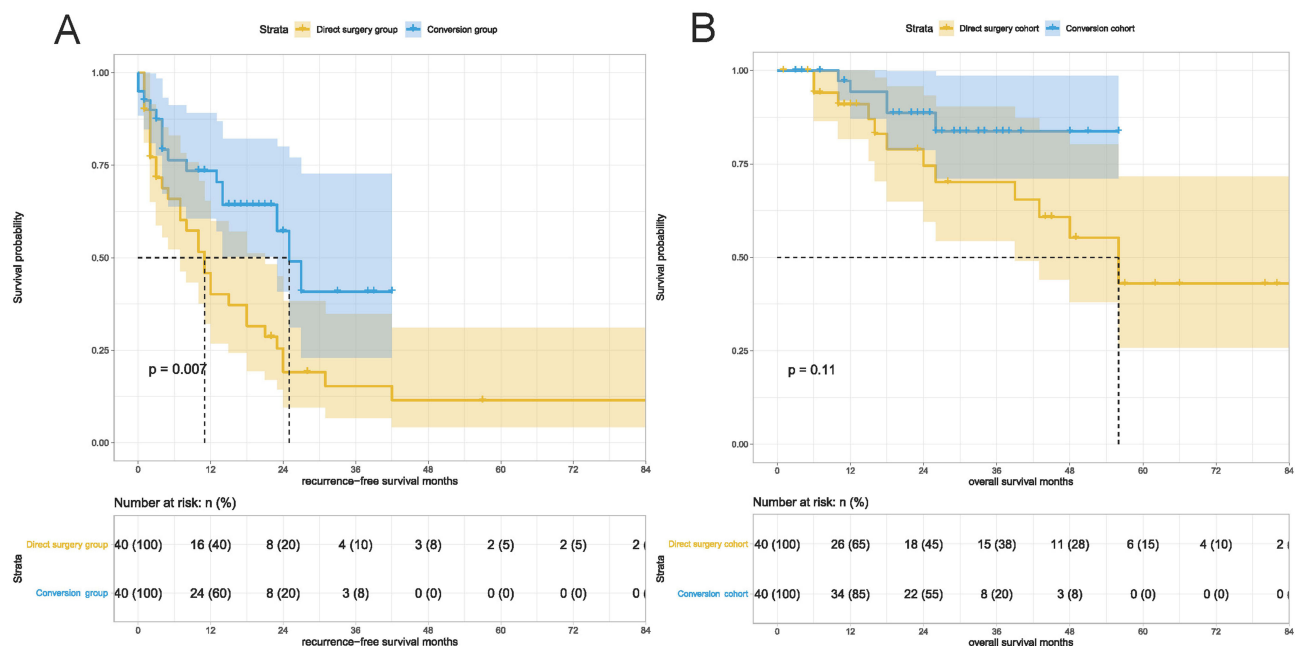 A
Strata Direct surgery group Conversion group
1.00
0.75
0.50
0.25
0.00
Survival probability
p = 0.007
0 12 24 36 48 60 72 84
recurrence-free survival months
Number at risk: n (%)
Strata
Direct surgery group 40 (100) 16 (40) 8 (20) 4 (10) 3 (8) 2 (5) 2 (5) 2 (
Conversion group 40 (100) 24 (60) 8 (20) 3 (8) 0 (0) 0 (0) 0 (0) 0 (
0 12 24 36 48 60 72 84
recurrence-free survival months
B
Strata Direct surgery cohort Conversion cohort
1.00
0.75
0.50
0.25
0.00
Survival probability
p = 0.11
0 12 24 36 48 60 72 84
overall survival months
Number at risk: n (%)
Strata
Direct surgery cohort 40 (100) 26 (65) 18 (45) 15 (38) 11 (28) 6 (15) 4 (10) 2 (
Conversion cohort 40 (100) 34 (85) 22 (55) 8 (20) 3 (8) 0 (0) 0 (0) 0 (
0 12 24 36 48 60 72 84
overall survival months